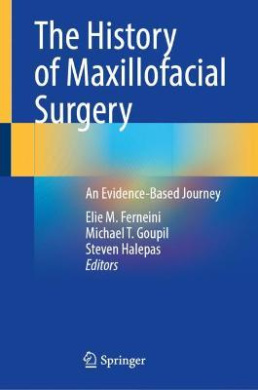 The History
of Maxillofacial
Surgery
An Evidence-Based Journey
Elie M. Ferneini
Michael T. Goupil
Steven Halepas
Editors
Springer